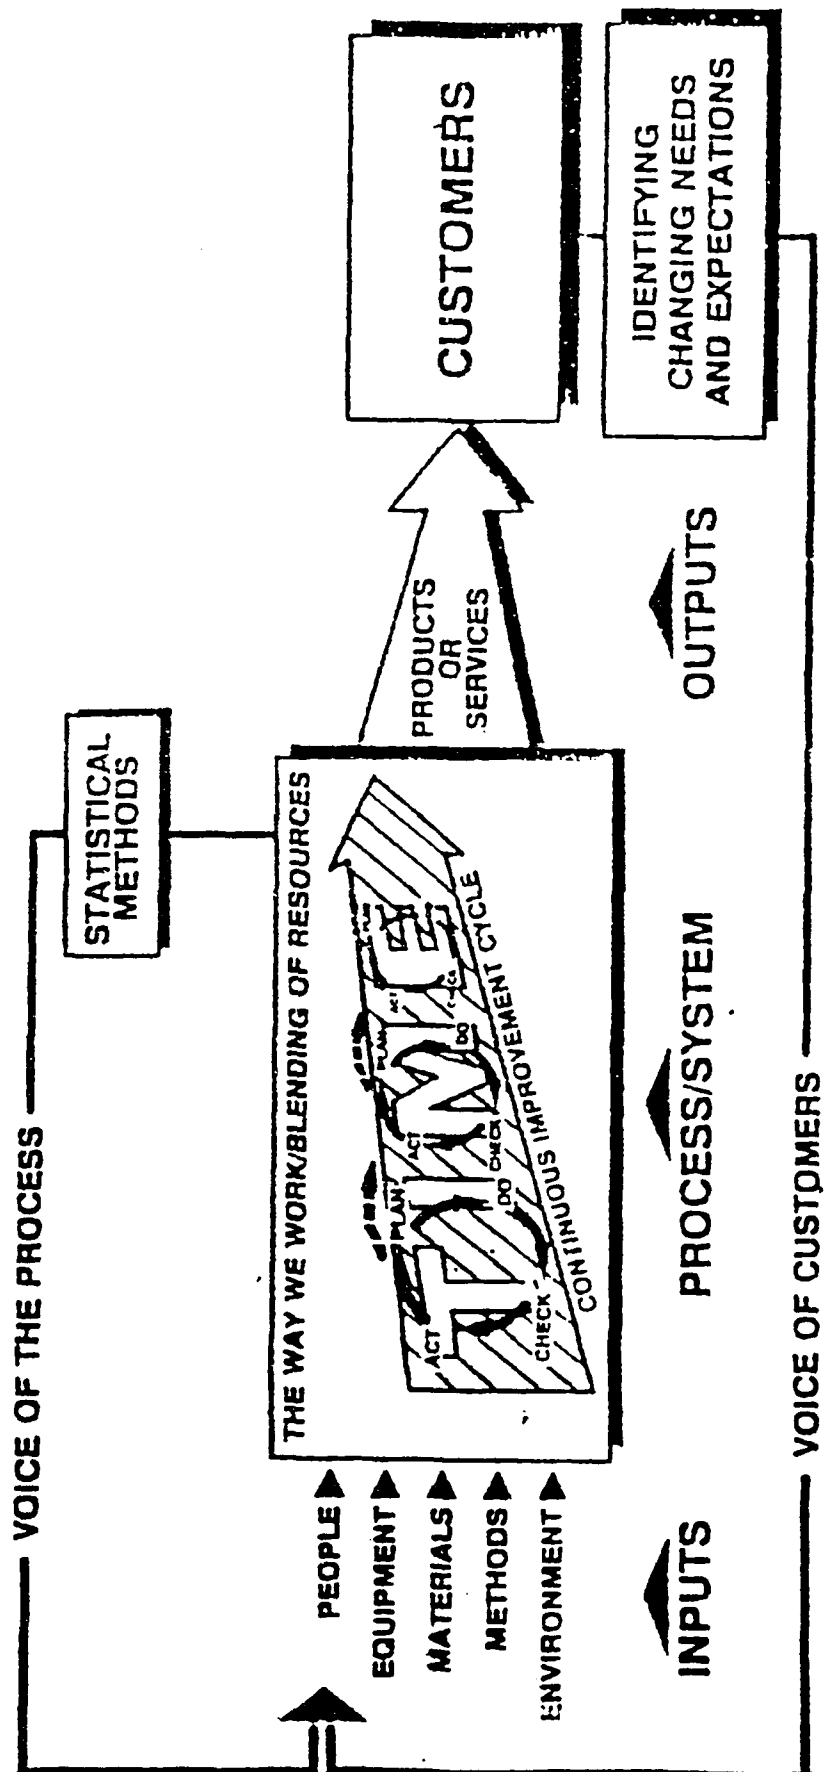 VOICE OF THE PROCESS
STATISTICAL
METHODS
THE WAY WE WORK/BLENDING OF RESOURCES
PEOPLE
EQUIPMENT
MATERIALS
METHODS
ENVIRONMENT
TIME
PLAN
ACT
CHECK
DO
PLAN
ACT
CHECK
DO
PLAN
ACT
CHECK
CONTINUOUS IMPROVEMENT CYCLE
PRODUCTS
OR
SERVICES
CUSTOMERS
IDENTIFYING
CHANGING NEEDS
AND EXPECTATIONS
INPUTS
PROCESS/SYSTEM
OUTPUTS
VOICE OF CUSTOMERS